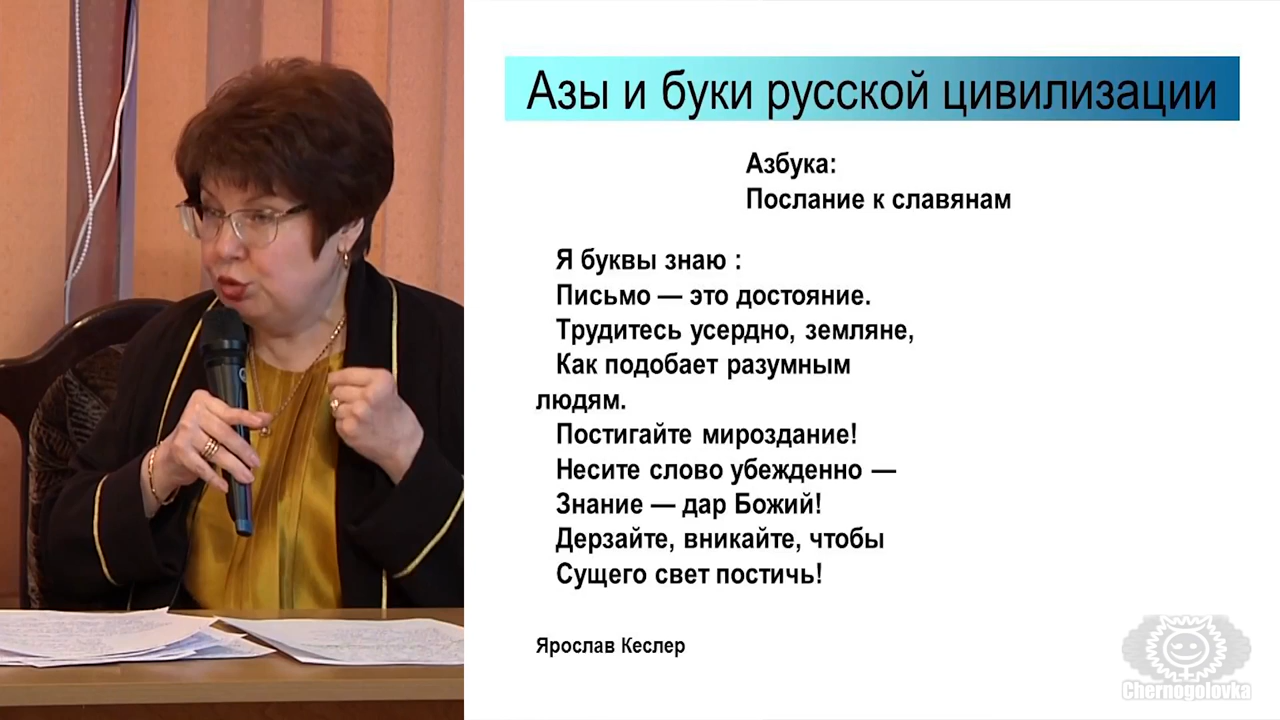 Азы и буки русской цивилизации
Азбука:
Послание к славянам
Я буквы знаю :
Письмо — это достояние.
Трудитесь усердно, земляне,
Как подобает разумным
людям.
Постигайте мироздание!
Несите слово убежденно —
Знание — дар Божий!
Дерзайте, вникайте, чтобы
Сущего свет постичь!
Ярослав Кеслер
Chernogolovka